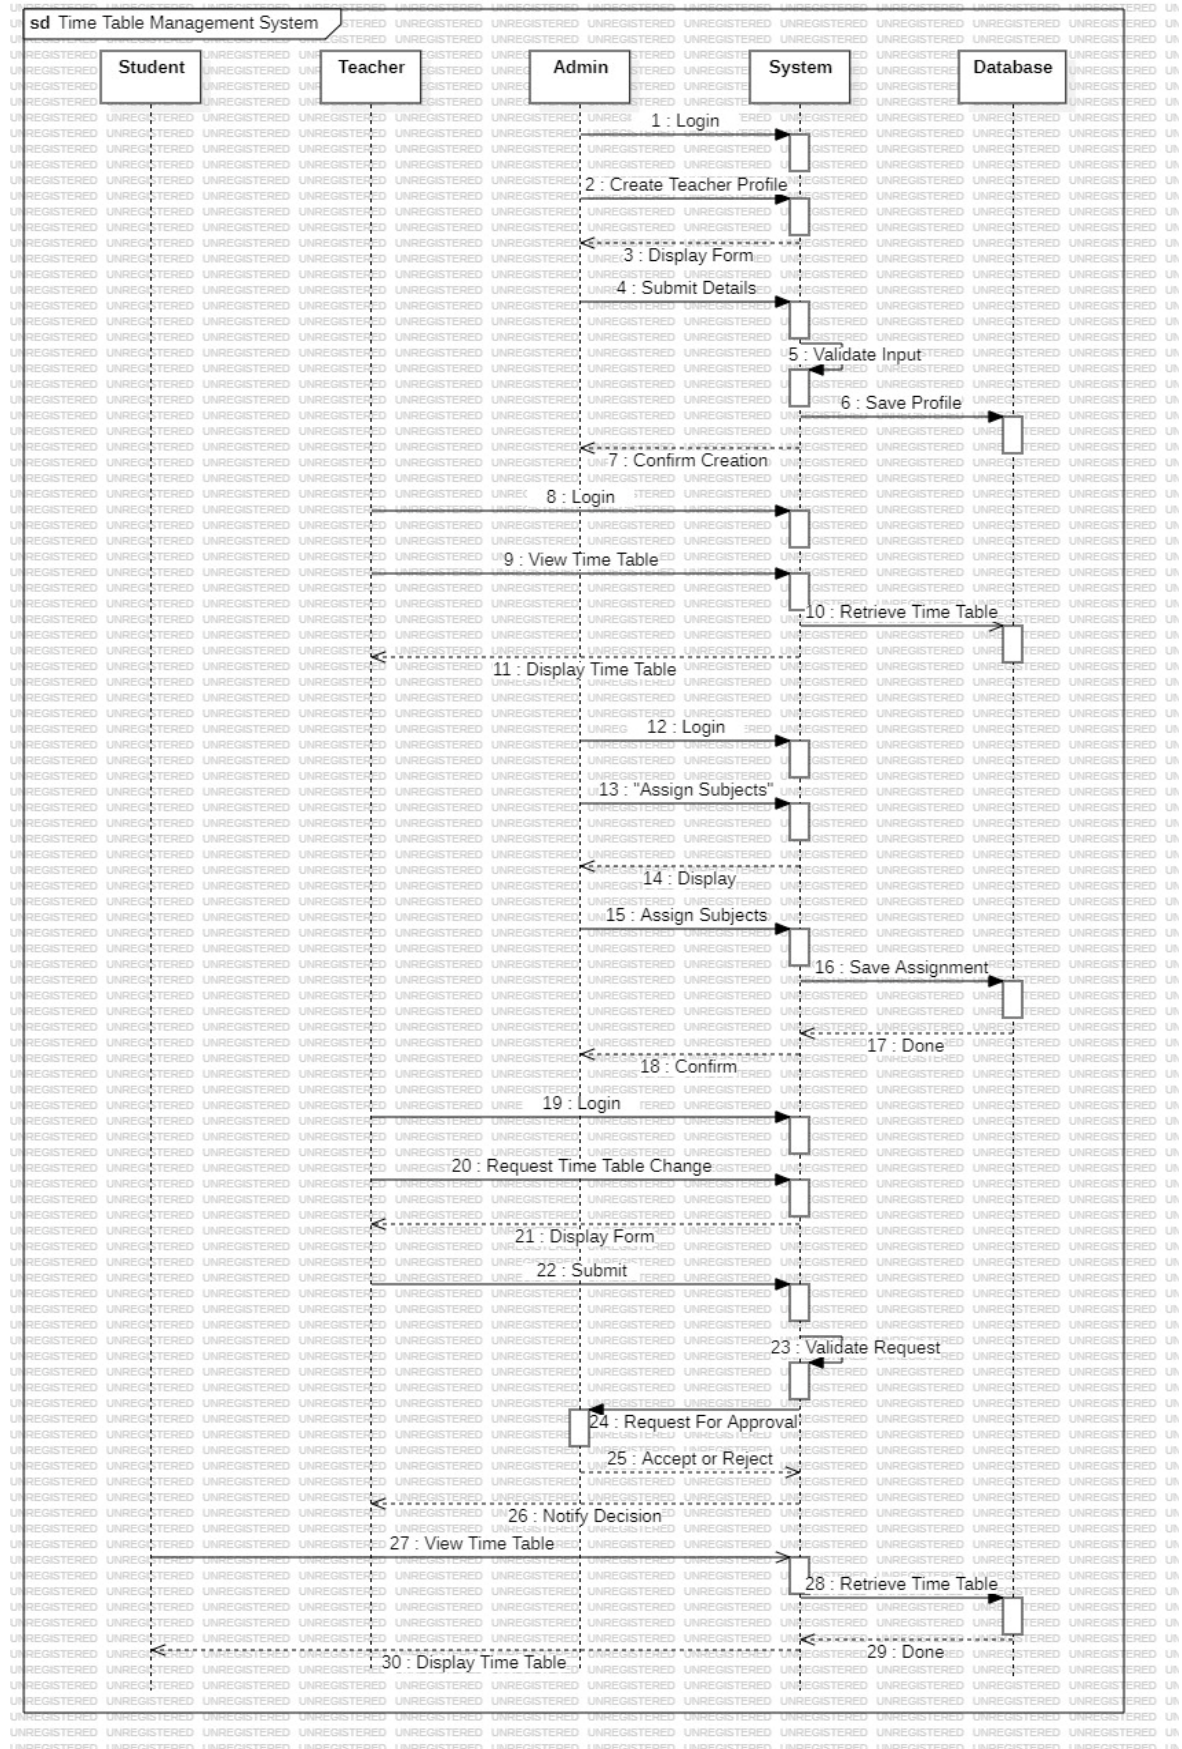 sd Time Table Management System
Student
Teacher
Admin
System
Database
1 : Login
2 : Create Teacher Profile
3 : Display Form
4 : Submit Details
5 : Validate Input
6 : Save Profile
7 : Confirm Creation
8 : Login
9 : View Time Table
10 : Retrieve Time Table
11 : Display Time Table
12 : Login
13 : "Assign Subjects"
14 : Display
15 : Assign Subjects
16 : Save Assignment
17 : Done
18 : Confirm
19 : Login
20 : Request Time Table Change
21 : Display Form
22 : Submit
23 : Validate Request
24 : Request For Approval
25 : Accept or Reject
26 : Notify Decision
27 : View Time Table
28 : Retrieve Time Table
29 : Done
30 : Display Time Table
UNREGISTERED